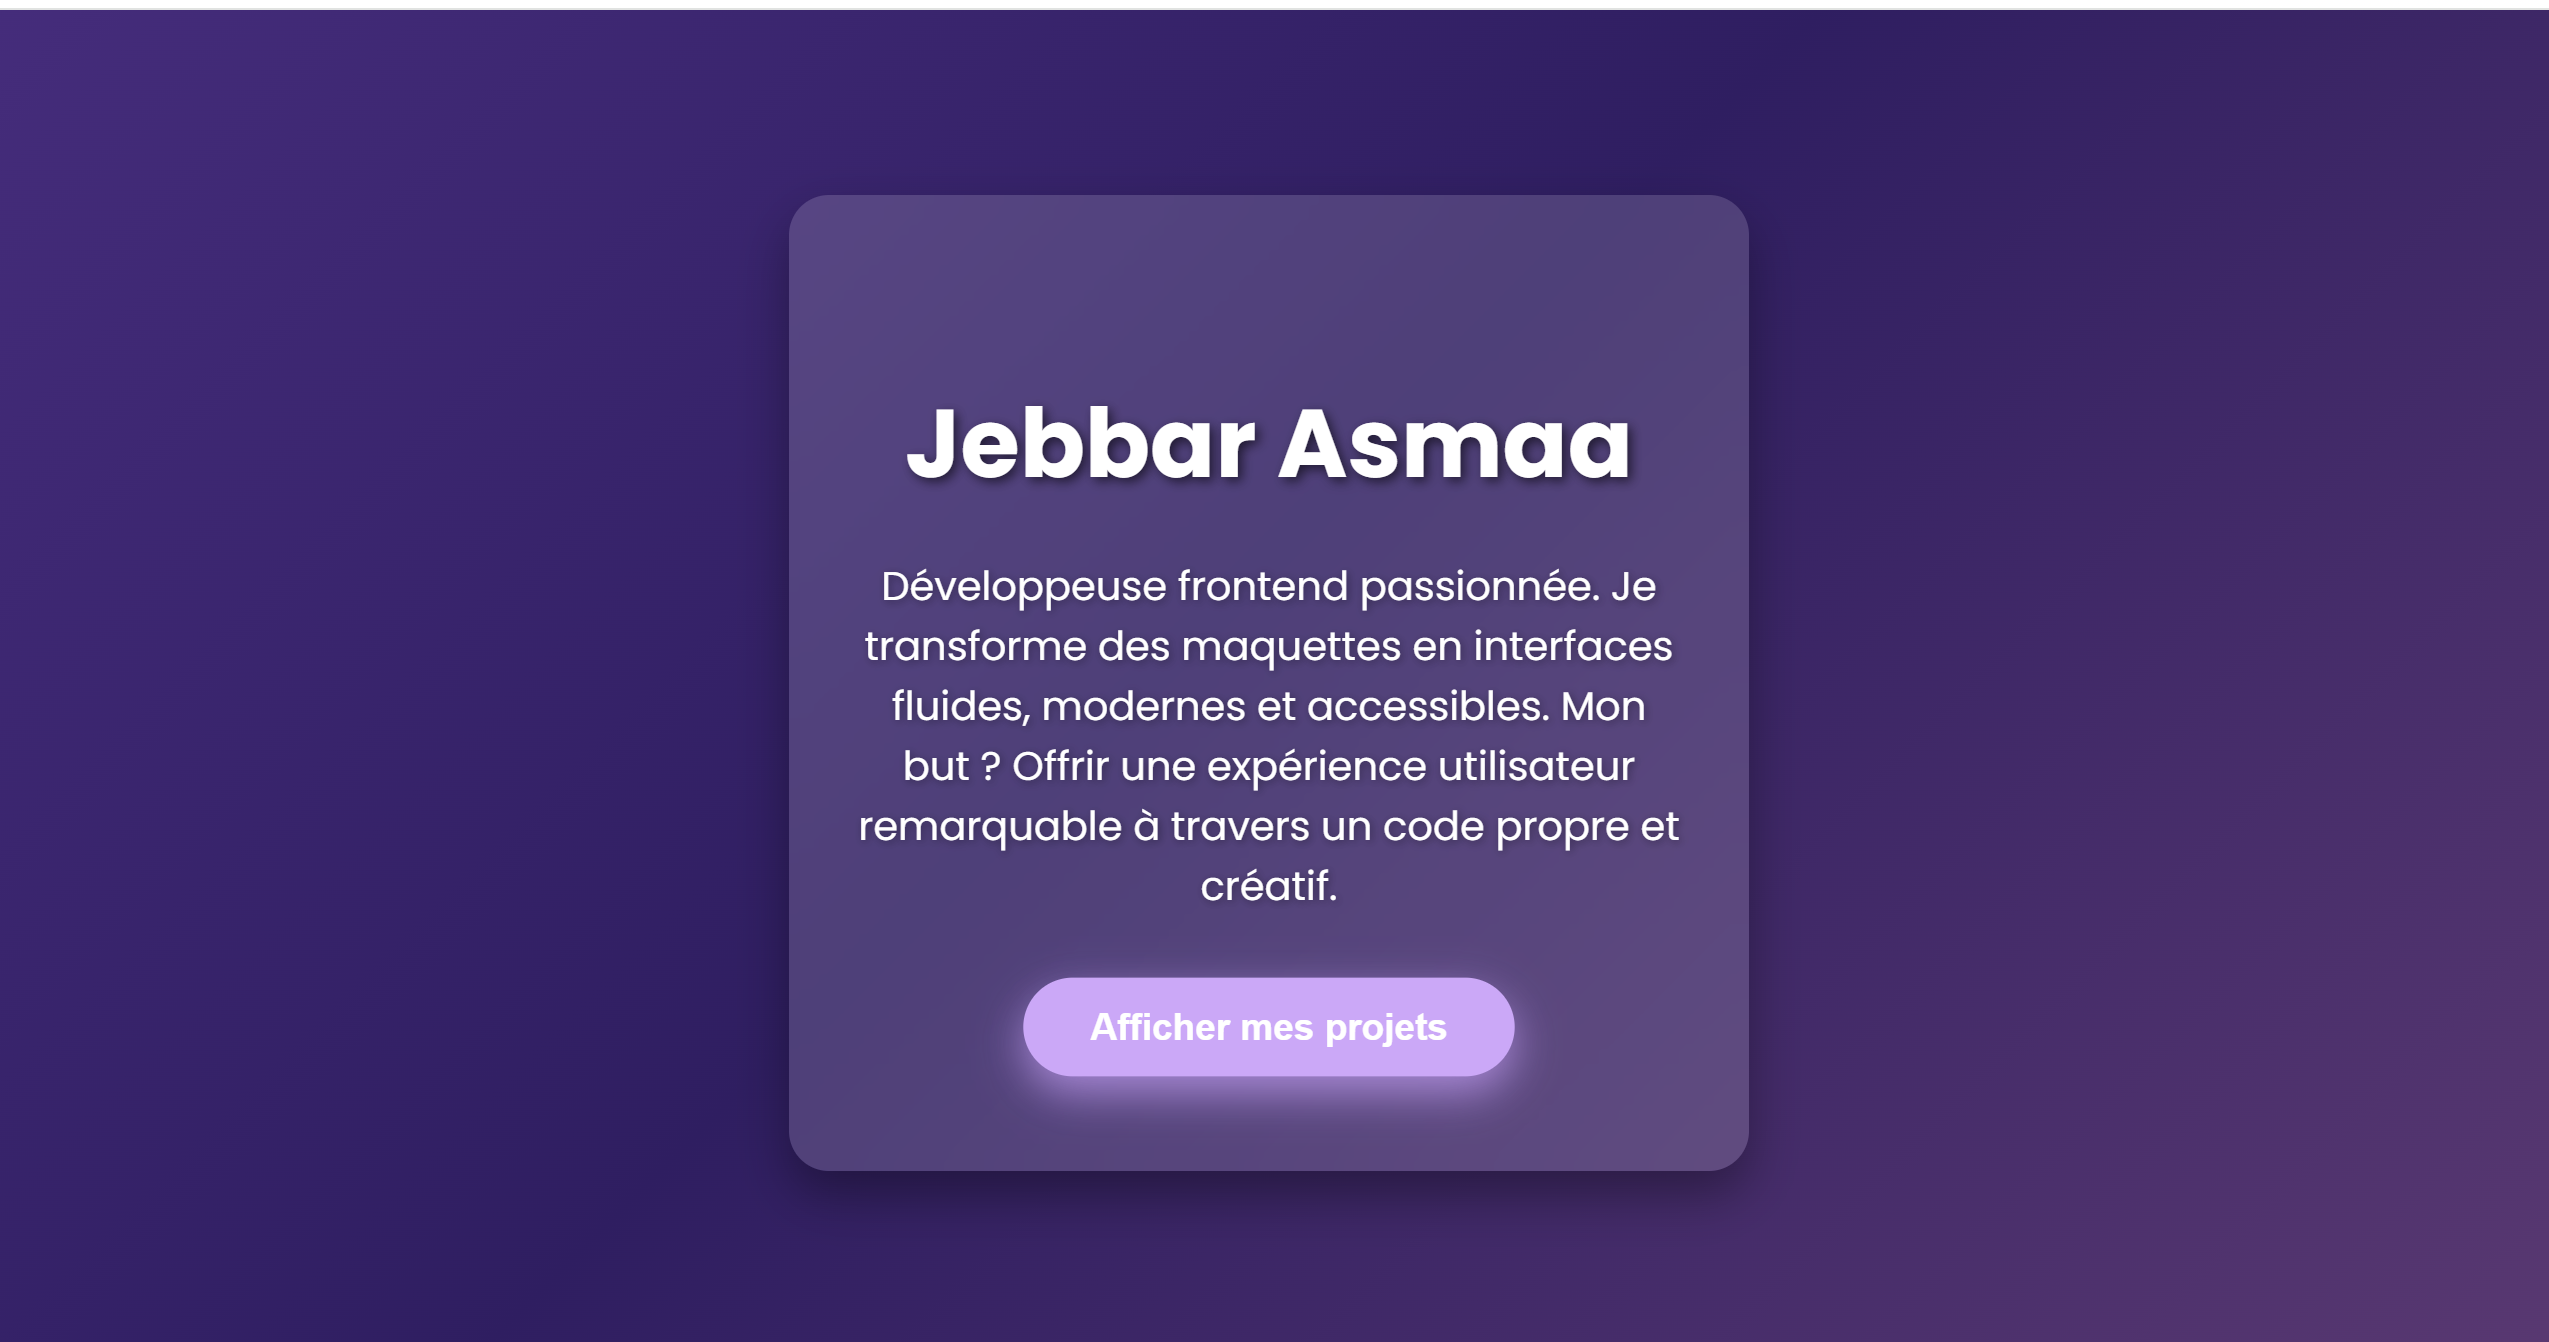 Jebbar Asmaa
Développeuse frontend passionnée. Je
transforme des maquettes en interfaces
fluides, modernes et accessibles. Mon
but ? Offrir une expérience utilisateur
remarquable à travers un code propre et
créatif.
Afficher mes projets